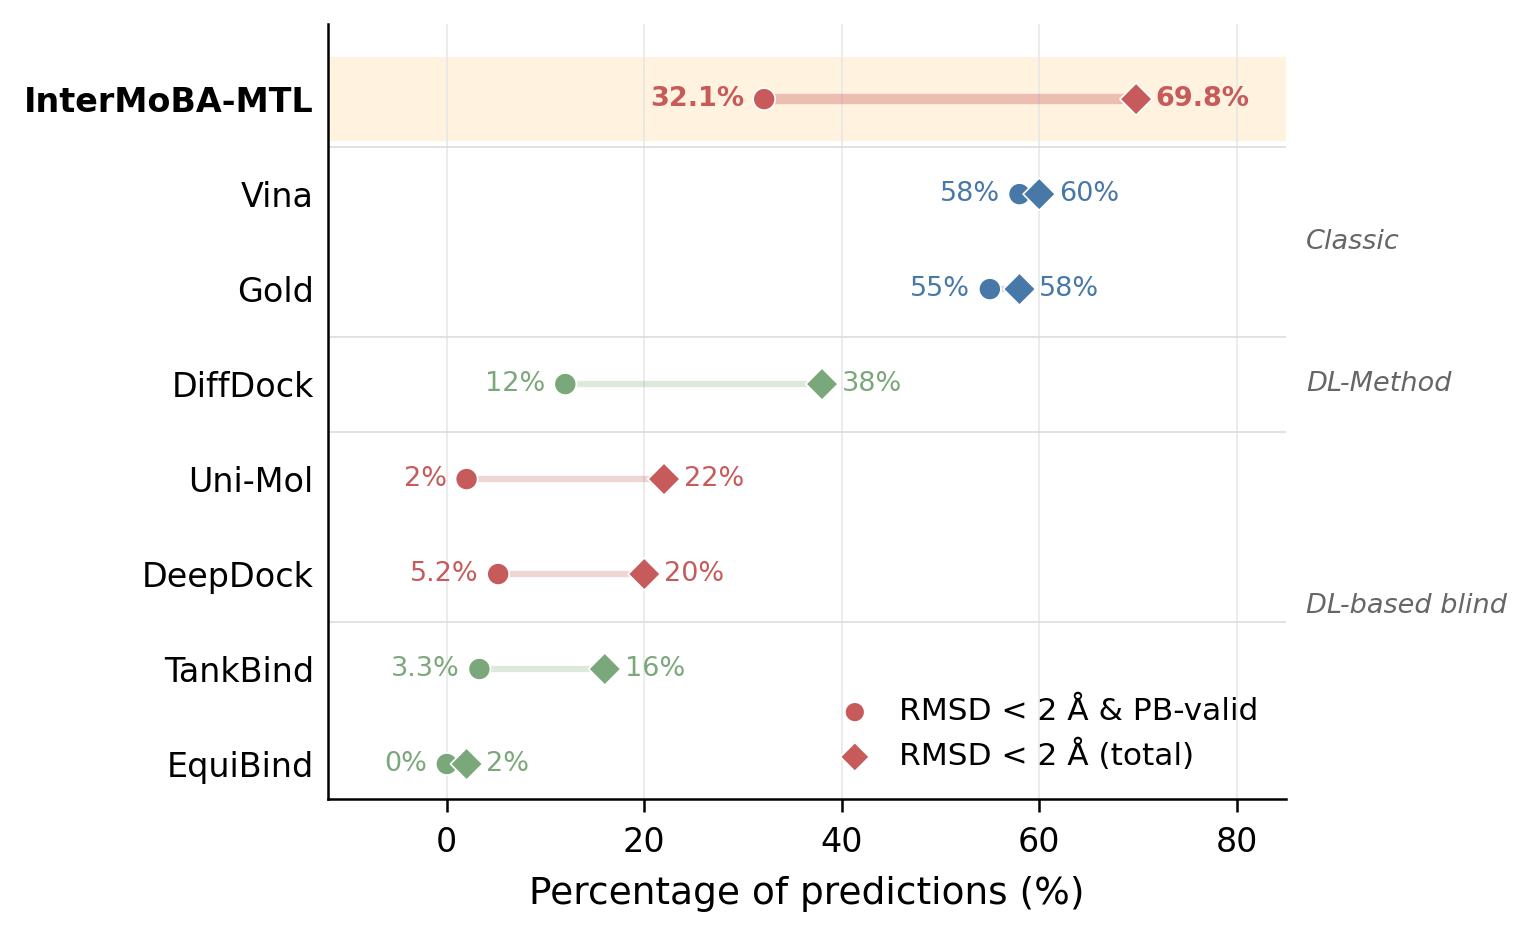 InterMoBA-MTL 32.1% 69.8%
Vina 58% 60%
Classic
Gold 55% 58%
DiffDock 12% 38% DL-Method
Uni-Mol 2% 22%
DeepDock 5.2% 20%
DL-based blind
TankBind 3.3% 16%
RMSD < 2 Å & PB-valid
RMSD < 2 Å (total)
EquiBind 0% 2%
0 20 40 60 80
Percentage of predictions (%)